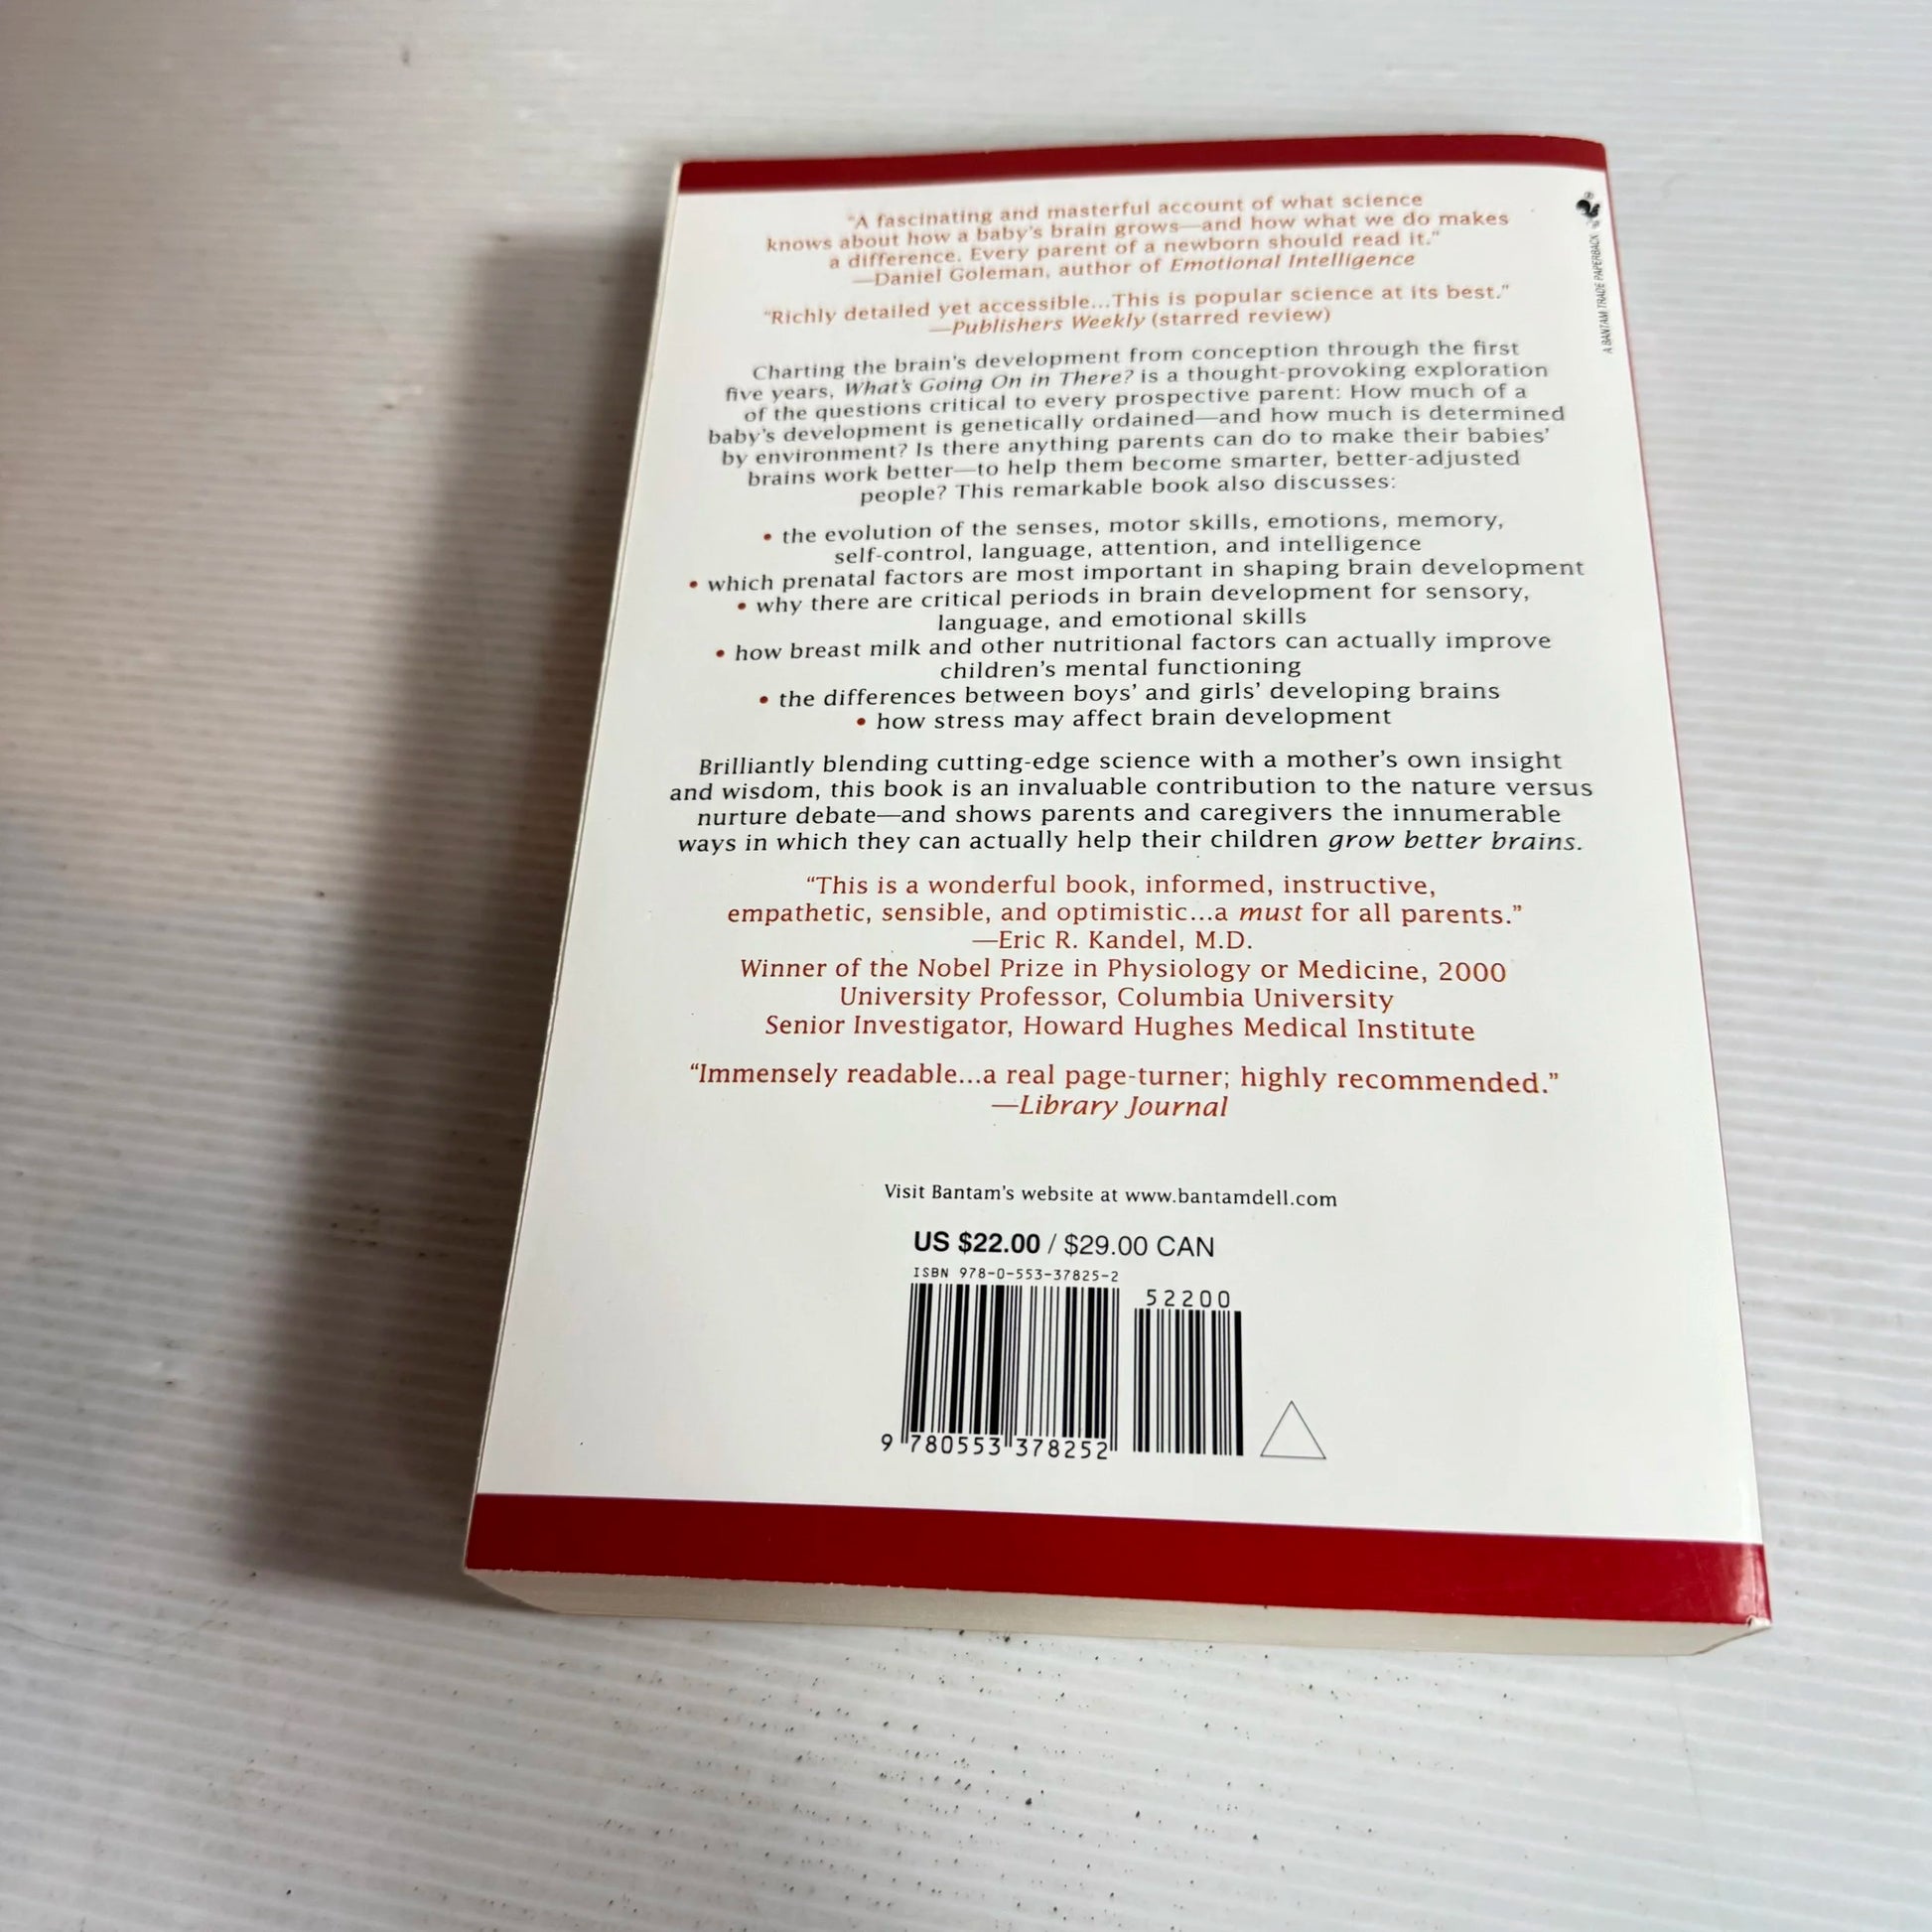 “A fascinating and masterful account of what science
knows about how a baby’s brain grows—and how what we do makes
a difference. Every parent of a newborn should read it.”
—Daniel Goleman, author of Emotional Intelligence
“Richly detailed yet accessible...This is popular science at its best.”
—Publishers Weekly (starred review)
Charting the brain’s development from conception through the first
five years, What’s Going On in There? is a thought-provoking exploration
of the questions critical to every prospective parent: How much of a
baby’s development is genetically ordained—and how much is determined
by environment? Is there anything parents can do to make their babies’
brains work better—to help them become smarter, better-adjusted
people? This remarkable book also discusses:
• the evolution of the senses, motor skills, emotions, memory,
self-control, language, attention, and intelligence
• which prenatal factors are most important in shaping brain development
• why there are critical periods in brain development for sensory,
language, and emotional skills
• how breast milk and other nutritional factors can actually improve
children’s mental functioning
• the differences between boys’ and girls’ developing brains
• how stress may affect brain development
Brilliantly blending cutting-edge science with a mother’s own insight
and wisdom, this book is an invaluable contribution to the nature versus
nurture debate—and shows parents and caregivers the innumerable
ways in which they can actually help their children grow better brains.
“This is a wonderful book, informed, instructive,
empathetic, sensible, and optimistic...a must for all parents.”
—Eric R. Kandel, M.D.
Winner of the Nobel Prize in Physiology or Medicine, 2000
University Professor, Columbia University
Senior Investigator, Howard Hughes Medical Institute
“Immensely readable...a real page-turner; highly recommended.”
—Library Journal
Visit Bantam’s website at www.bantamdell.com
US $22.00 / $29.00 CAN
ISBN 978-0-553-37825-2
52200
9 780553 378252
A BANTAM TRADE PAPERBACK